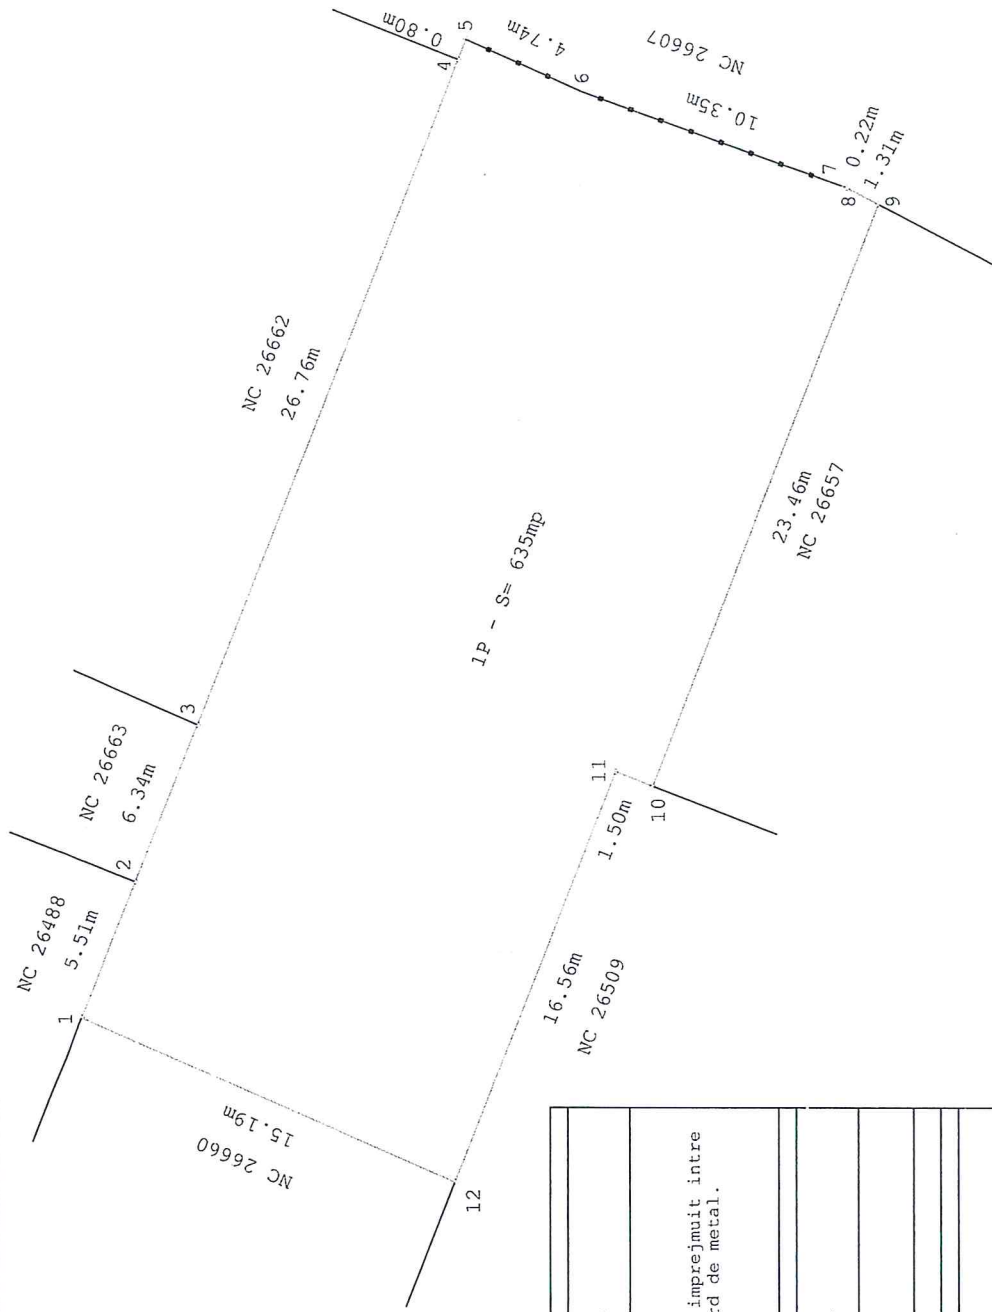 NC 26488
5.51m
NC 26663
6.34m
NC 26662
26.76m
0.80m
4.74m
NC 26607
10.35m
0.22m
1.31m
23.46m
NC 26657
1.50m
16.56m
NC 26509
15.19m
NC 26660
1
2
3
4
5
6
7
8
9
10
11
12
1P - S= 635mp
imprejmuit intre
de metal.